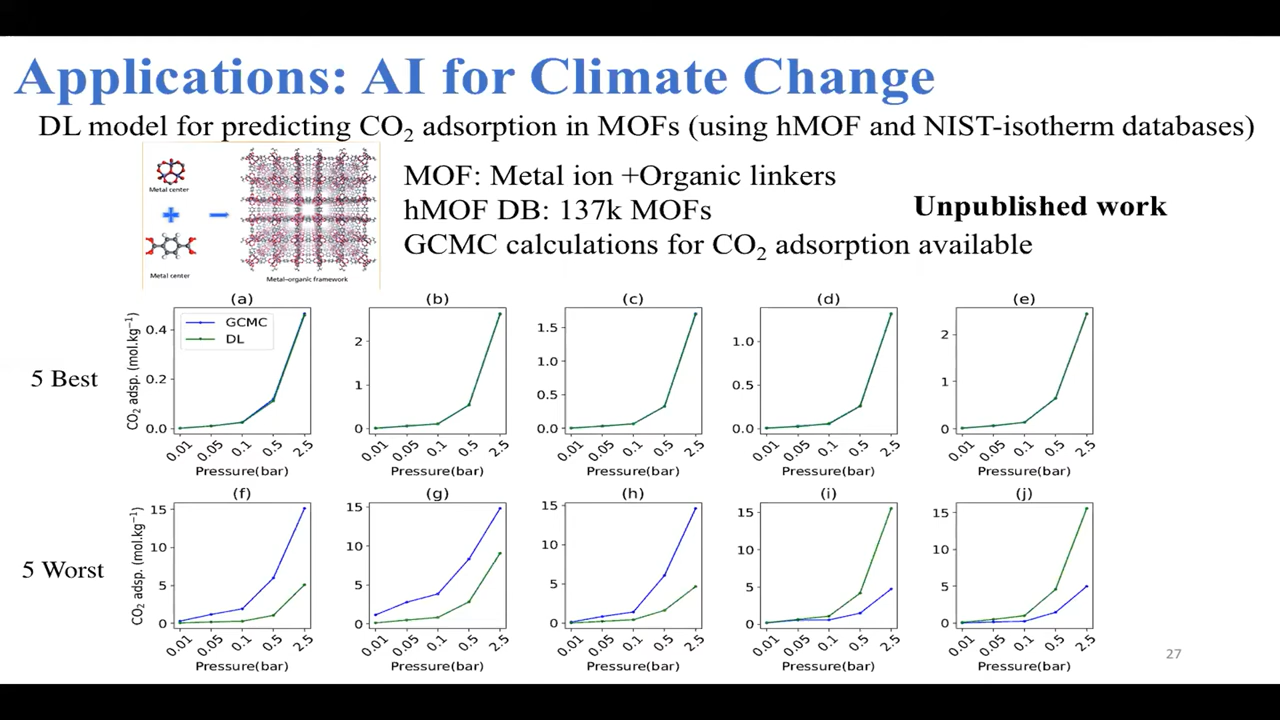 Applications: AI for Climate Change
DL model for predicting CO₂ adsorption in MOFs (using hMOF and NIST-isotherm databases)
Metal center
Metal center
Metal-organic framework
MOF: Metal ion +Organic linkers
hMOF DB: 137k MOFs
GCMC calculations for CO₂ adsorption available
Unpublished work
5 Best
(a)
GCMC
DL
CO₂ adsp. (mol.kg⁻¹)
0.4
0.2
0.0
0.01 0.05 0.1 0.5 2.5
Pressure(bar)
(b)
2
1
0
0.01 0.05 0.1 0.5 2.5
Pressure(bar)
(c)
1.5
1.0
0.5
0.0
0.01 0.05 0.1 0.5 2.5
Pressure(bar)
(d)
1.0
0.5
0.0
0.01 0.05 0.1 0.5 2.5
Pressure(bar)
(e)
2
1
0
0.01 0.05 0.1 0.5 2.5
Pressure(bar)
5 Worst
(f)
CO₂ adsp. (mol.kg⁻¹)
15
10
5
0
0.01 0.05 0.1 0.5 2.5
Pressure(bar)
(g)
15
10
5
0
0.01 0.05 0.1 0.5 2.5
Pressure(bar)
(h)
15
10
5
0
0.01 0.05 0.1 0.5 2.5
Pressure(bar)
(i)
15
10
5
0
0.01 0.05 0.1 0.5 2.5
Pressure(bar)
(j)
15
10
5
0
0.01 0.05 0.1 0.5 2.5
Pressure(bar)
27